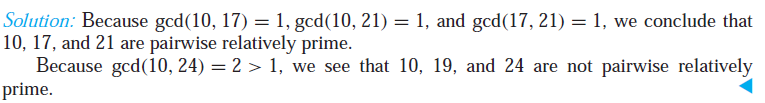 Solution: Because gcd(10, 17) = 1, gcd(10, 21) = 1, and gcd(17, 21) = 1, we conclude that
10, 17, and 21 are pairwise relatively prime.
Because gcd(10, 24) = 2 > 1, we see that 10, 19, and 24 are not pairwise relatively
prime.